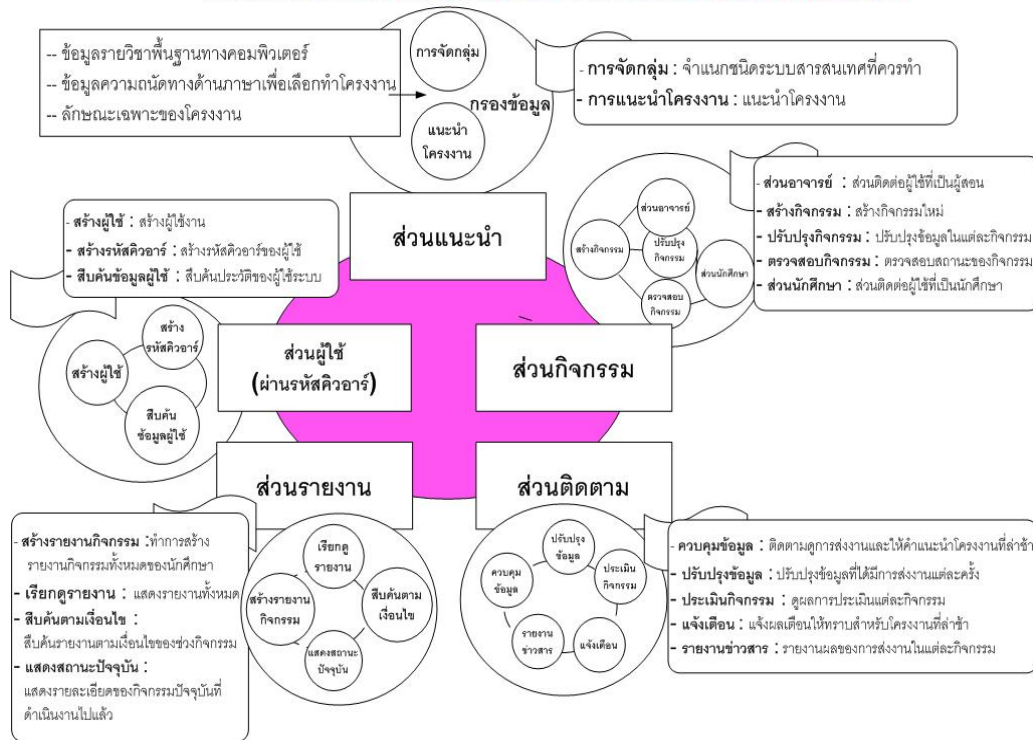 -- ข้อมูลรายวิชาพื้นฐานทางคอมพิวเตอร์
-- ข้อมูลความถนัดทางด้านภาษาเพื่อเลือกทำโครงงาน
-- ลักษณะเฉพาะของโครงงาน
การจัดกลุ่ม
กรองข้อมูล
แนะนำ
โครงงาน
- การจัดกลุ่ม : จำแนกชนิดระบบสารสนเทศที่ควรทำ
- การแนะนำโครงงาน : แนะนำโครงงาน
ส่วนแนะนำ
ส่วนอาจารย์
สร้างกิจกรรม
ปรับปรุง
กิจกรรม
ส่วนนักศึกษา
ตรวจสอบ
กิจกรรม
- ส่วนอาจารย์ : ส่วนติดต่อผู้ใช้ที่เป็นผู้สอน
- สร้างกิจกรรม : สร้างกิจกรรมใหม่
- ปรับปรุงกิจกรรม : ปรับปรุงข้อมูลในแต่ละกิจกรรม
- ตรวจสอบกิจกรรม : ตรวจสอบสถานะของกิจกรรม
- ส่วนนักศึกษา : ส่วนติดต่อผู้ใช้ที่เป็นนักศึกษา
- สร้างผู้ใช้ : สร้างผู้ใช้งาน
- สร้างรหัสคิวอาร์ : สร้างรหัสคิวอาร์ของผู้ใช้
- สืบค้นข้อมูลผู้ใช้ : สืบค้นประวัติของผู้ใช้ระบบ
สร้าง
รหัสคิวอาร์
สร้างผู้ใช้
สืบค้น
ข้อมูลผู้ใช้
ส่วนผู้ใช้
(ผ่านรหัสคิวอาร์)
ส่วนกิจกรรม
ส่วนรายงาน
ส่วนติดตาม
- สร้างรายงานกิจกรรม :ทำการสร้าง
รายงานกิจกรรมทั้งหมดของนักศึกษา
- เรียกดูรายงาน : แสดงรายงานทั้งหมด
- สืบค้นตามเงื่อนไข :
สืบค้นรายงานตามเงื่อนไขของช่วงกิจกรรม
- แสดงสถานะปัจจุบัน :
แสดงรายละเอียดของกิจกรรมปัจจุบันที่
ดำเนินงานไปแล้ว
เรียกดู
รายงาน
สร้างรายงาน
กิจกรรม
สืบค้นตาม
เงื่อนไข
แสดงสถานะ
ปัจจุบัน
ปรับปรุง
ข้อมูล
ควบคุม
ข้อมูล
ประเมิน
กิจกรรม
รายงาน
ข่าวสาร
แจ้งเตือน
- ควบคุมข้อมูล : ติดตามดูการส่งงานและให้คำแนะนำโครงงานที่ล่าช้า
- ปรับปรุงข้อมูล : ปรับปรุงข้อมูลที่ได้มีการส่งงานแต่ละครั้ง
- ประเมินกิจกรรม : ดูผลการประเมินแต่ละกิจกรรม
- แจ้งเตือน : แจ้งผลเตือนให้ทราบสำหรับโครงงานที่ล่าช้า
- รายงานข่าวสาร : รายงานผลของการส่งงานในแต่ละกิจกรรม